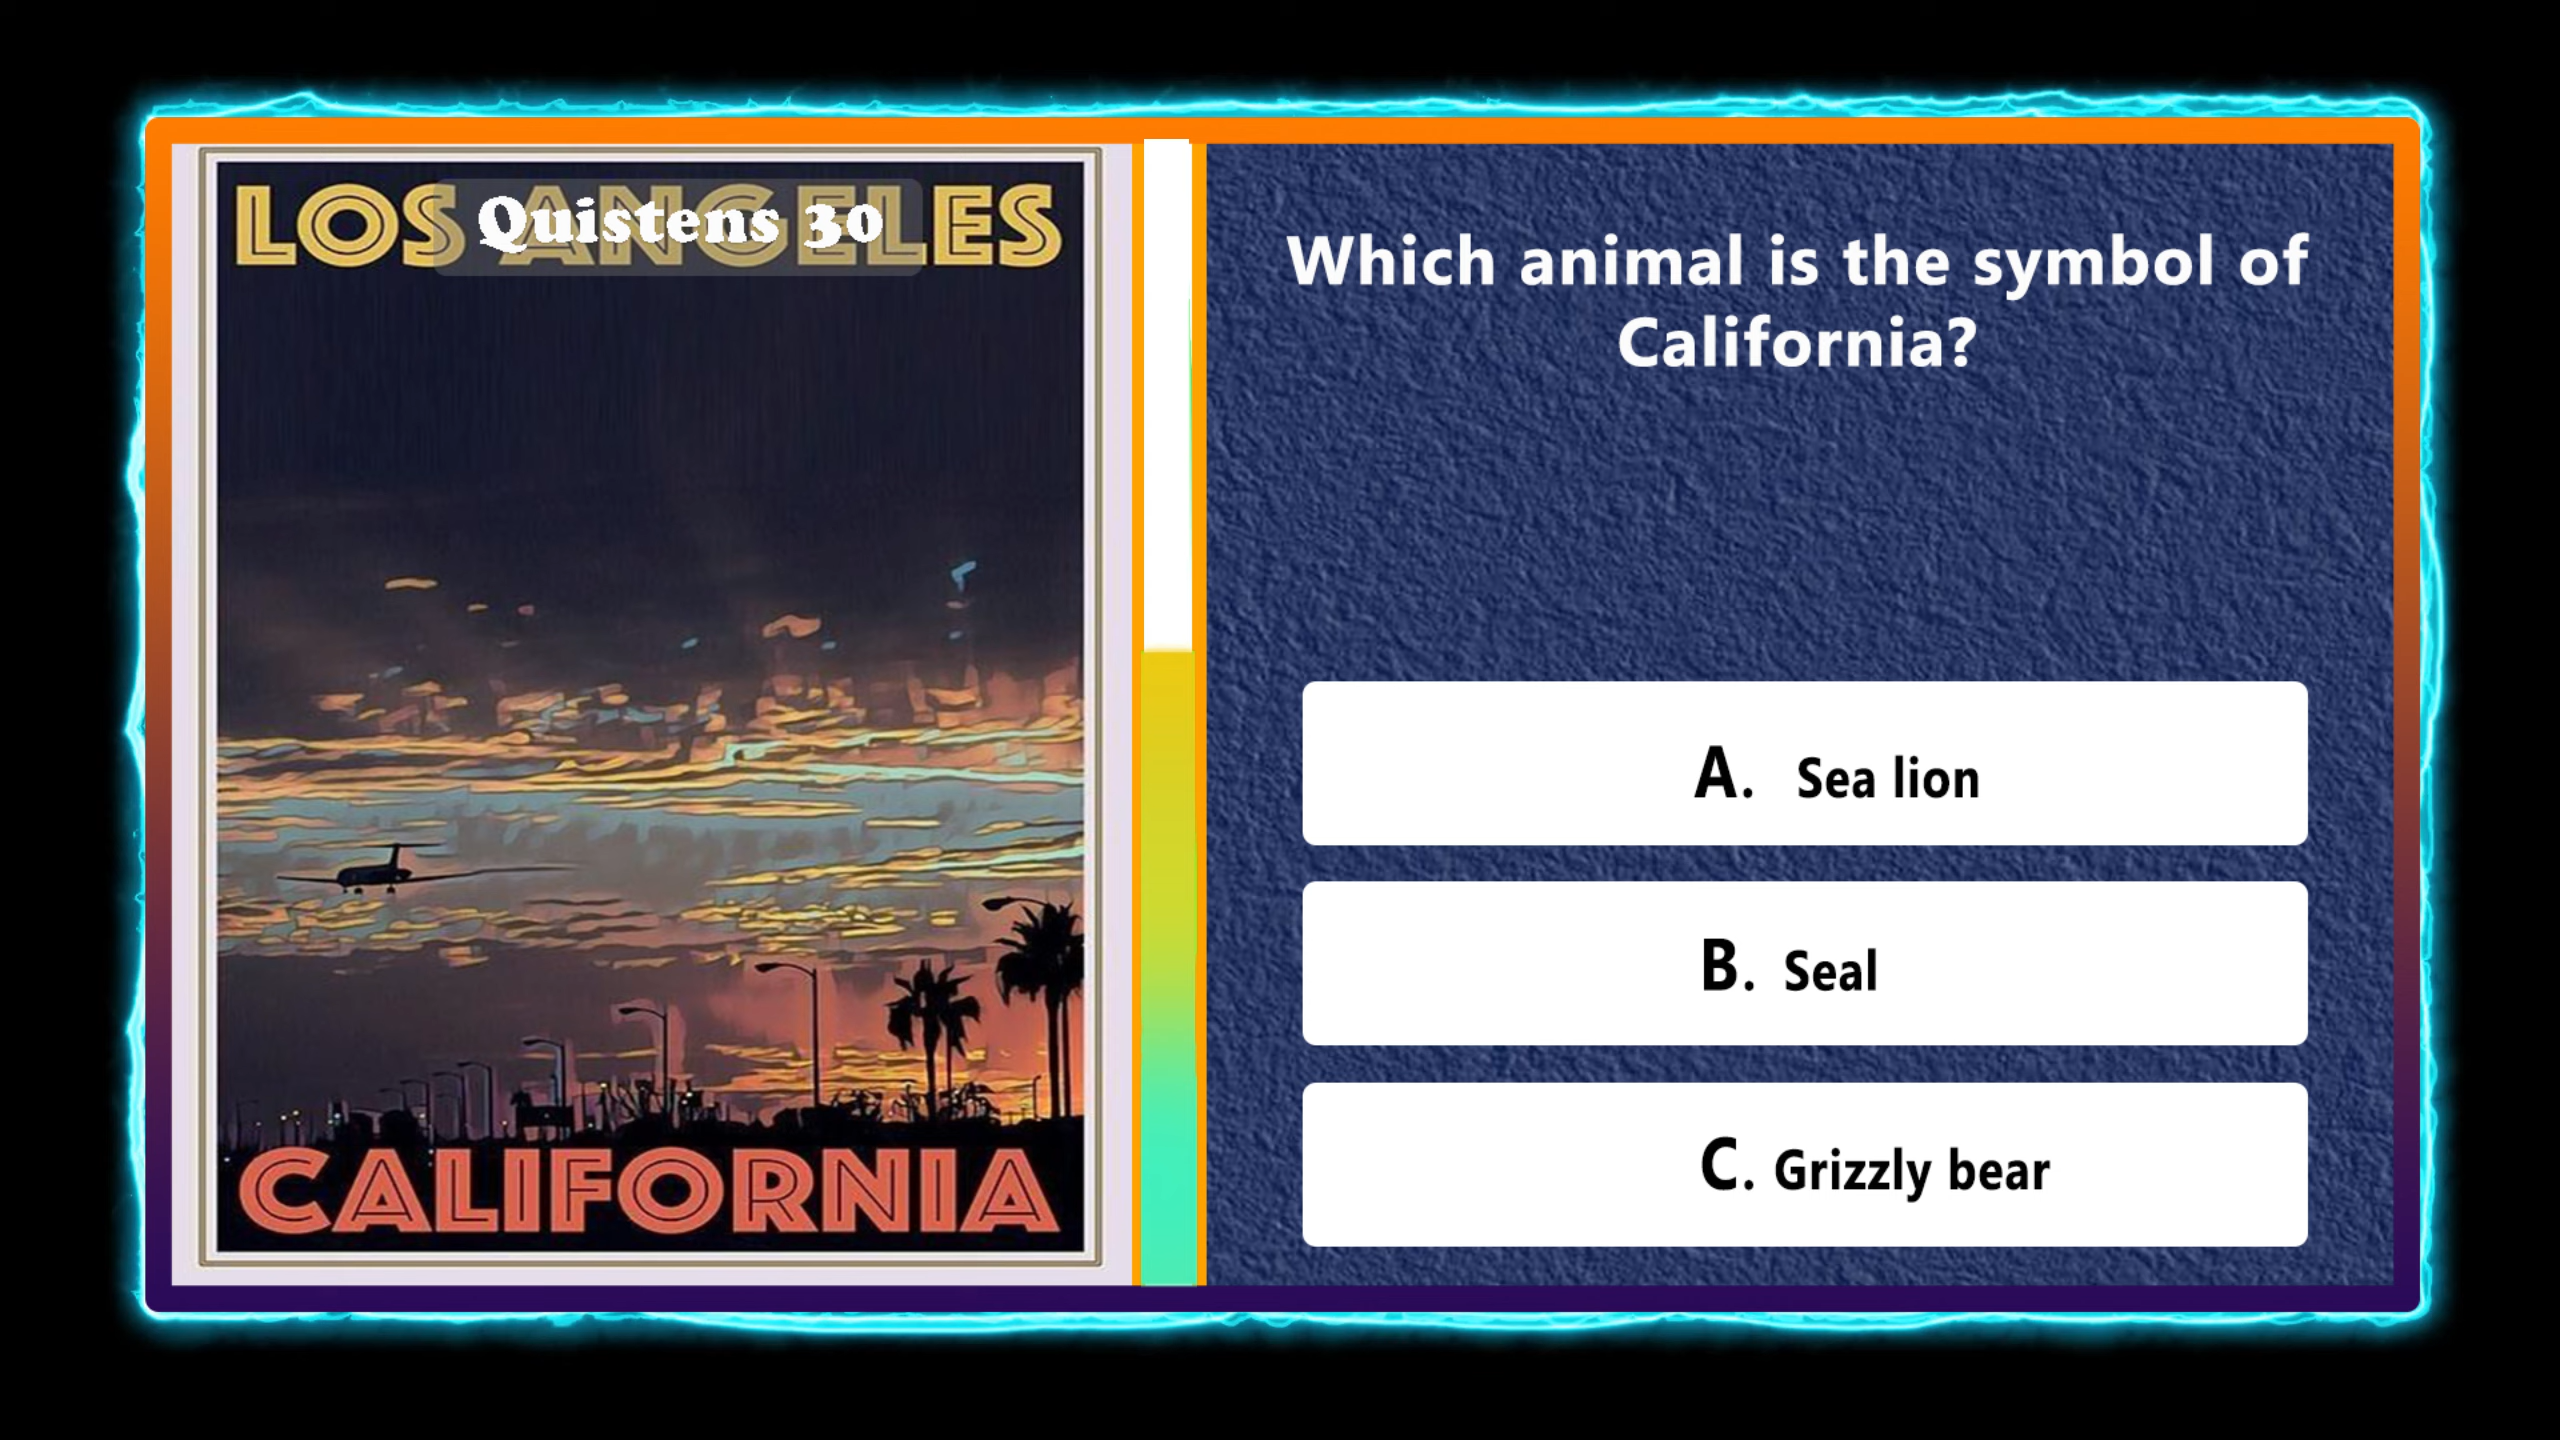 LOS ANGELES
Quistens 30
CALIFORNIA
Which animal is the symbol of
California?
A. Sea lion
B. Seal
C. Grizzly bear